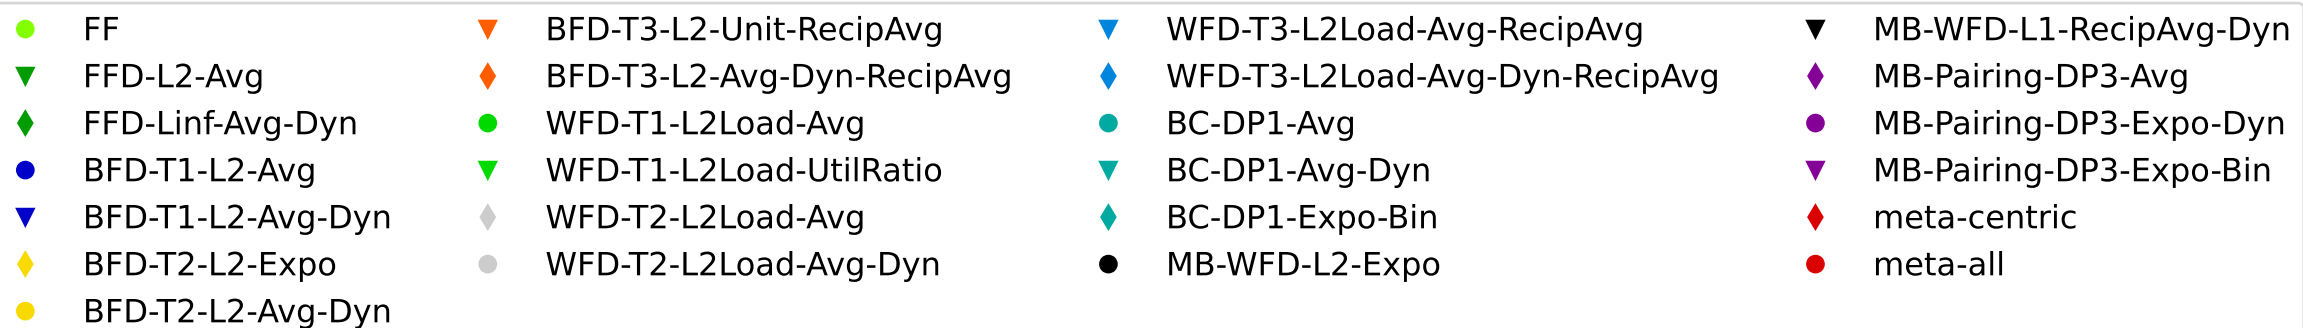 FF
FFD-L2-Avg
FFD-Linf-Avg-Dyn
BFD-T1-L2-Avg
BFD-T1-L2-Avg-Dyn
BFD-T2-L2-Expo
BFD-T2-L2-Avg-Dyn
BFD-T3-L2-Unit-RecipAvg
BFD-T3-L2-Avg-Dyn-RecipAvg
WFD-T1-L2Load-Avg
WFD-T1-L2Load-UtilRatio
WFD-T2-L2Load-Avg
WFD-T2-L2Load-Avg-Dyn
WFD-T3-L2Load-Avg-RecipAvg
WFD-T3-L2Load-Avg-Dyn-RecipAvg
BC-DP1-Avg
BC-DP1-Avg-Dyn
BC-DP1-Expo-Bin
MB-WFD-L2-Expo
MB-WFD-L1-RecipAvg-Dyn
MB-Pairing-DP3-Avg
MB-Pairing-DP3-Expo-Dyn
MB-Pairing-DP3-Expo-Bin
meta-centric
meta-all